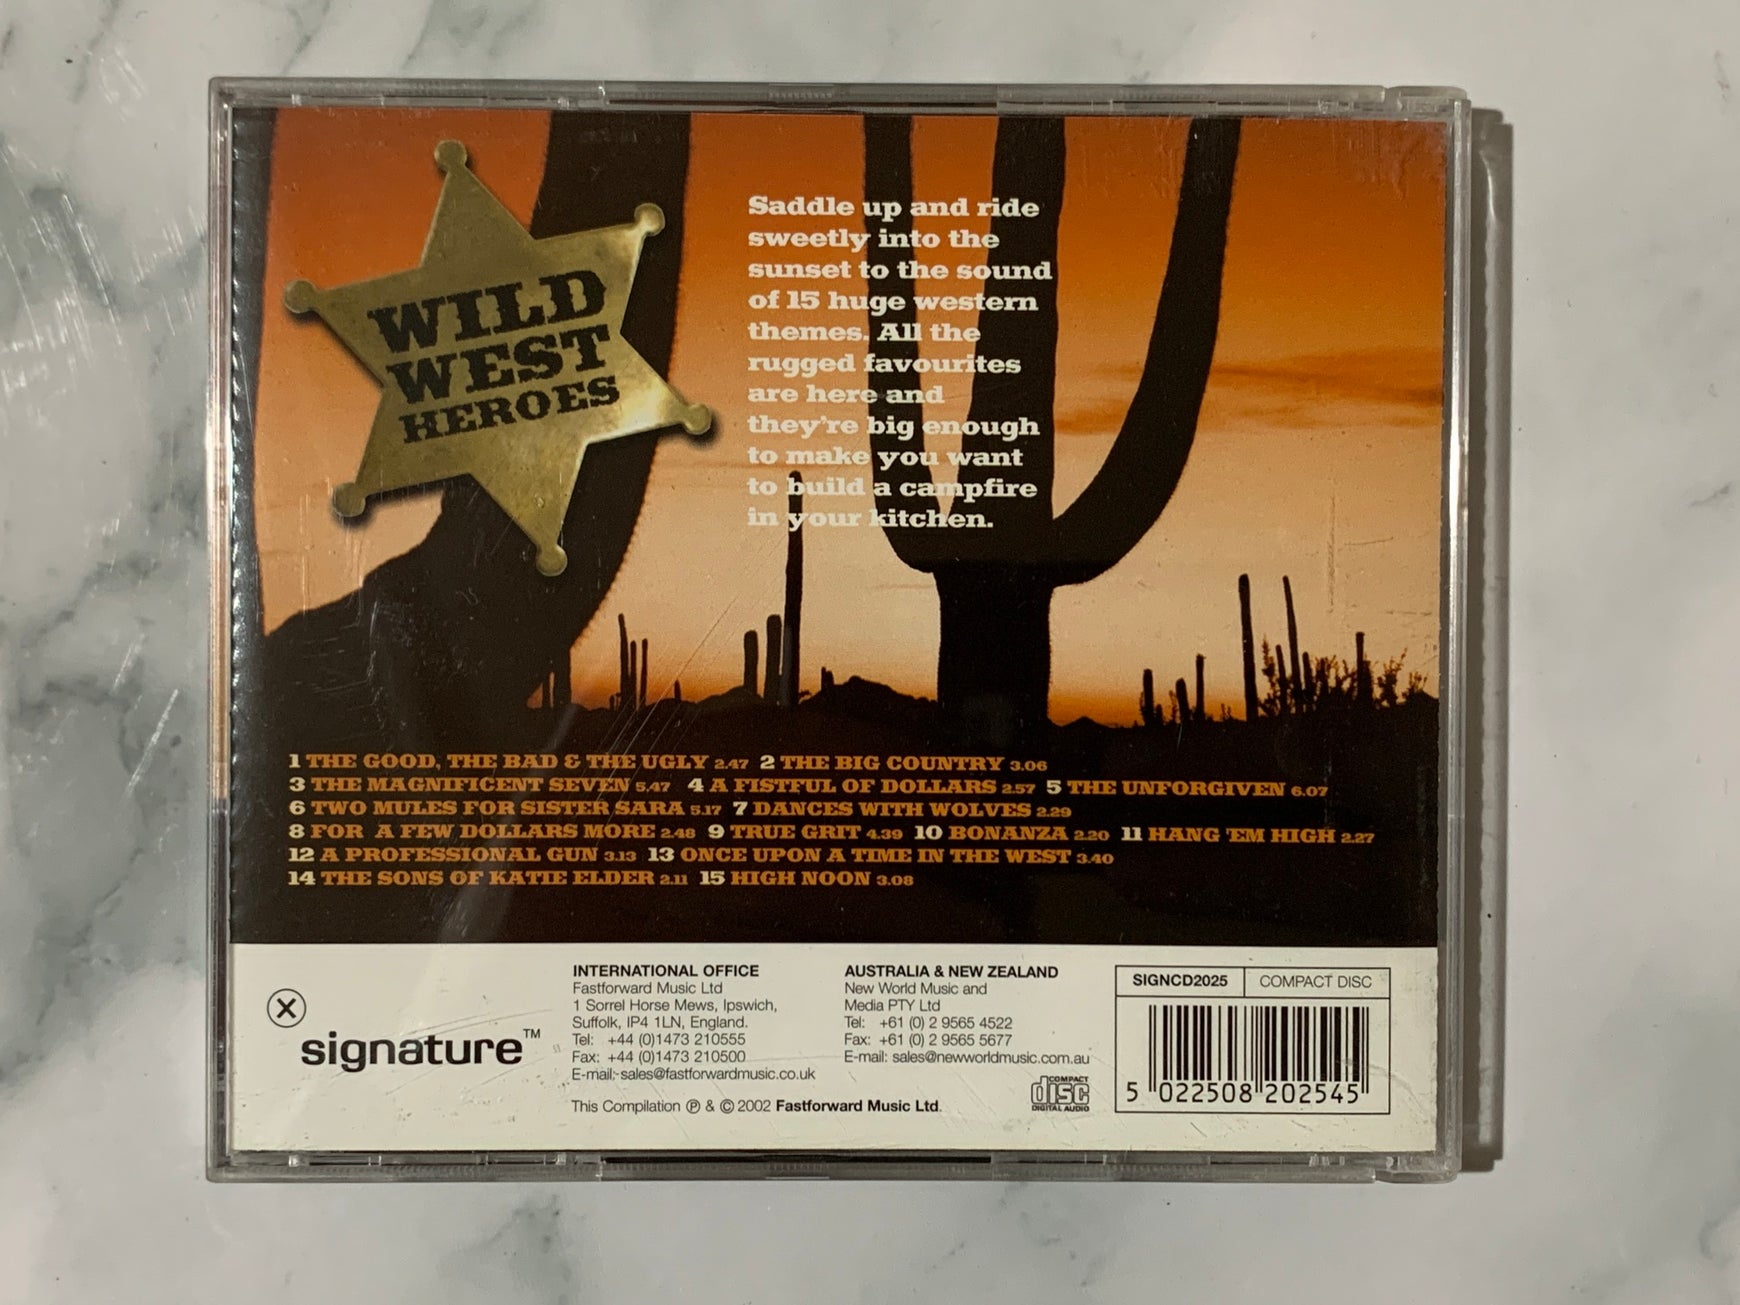 WILD
WEST
HEROES
Saddle up and ride
sweetly into the
sunset to the sound
of 15 huge western
themes. All the
rugged favourites
are here and
they're big enough
to make you want
to build a campfire
in your kitchen.
1 THE GOOD, THE BAD & THE UGLY 2.47 2 THE BIG COUNTRY 3.06
3 THE MAGNIFICENT SEVEN 5.47 4 A FISTFUL OF DOLLARS 2.57 5 THE UNFORGIVEN 6.07
6 TWO MULES FOR SISTER SARA 5.17 7 DANCES WITH WOLVES 2.29
8 FOR A FEW DOLLARS MORE 2.48 9 TRUE GRIT 4.39 10 BONANZA 2.20 11 HANG 'EM HIGH 2.27
12 A PROFESSIONAL GUN 3.13 13 ONCE UPON A TIME IN THE WEST 3.40
14 THE SONS OF KATIE ELDER 2.11 15 HIGH NOON 3.08
X
signature™
INTERNATIONAL OFFICE
Fastforward Music Ltd
1 Sorrel Horse Mews, Ipswich,
Suffolk, IP4 1LN, England.
Tel: +44 (0)1473 210555
Fax: +44 (0)1473 210500
E-mail: sales@fastforwardmusic.co.uk
This Compilation ℗ & © 2002 Fastforward Music Ltd.
AUSTRALIA & NEW ZEALAND
New World Music and
Media PTY Ltd
Tel: +61 (0) 2 9565 4522
Fax: +61 (0) 2 9565 5677
E-mail: sales@newworldmusic.com.au
COMPACT
disc
DIGITAL AUDIO
SIGNCD2025 COMPACT DISC
5 022508 202545